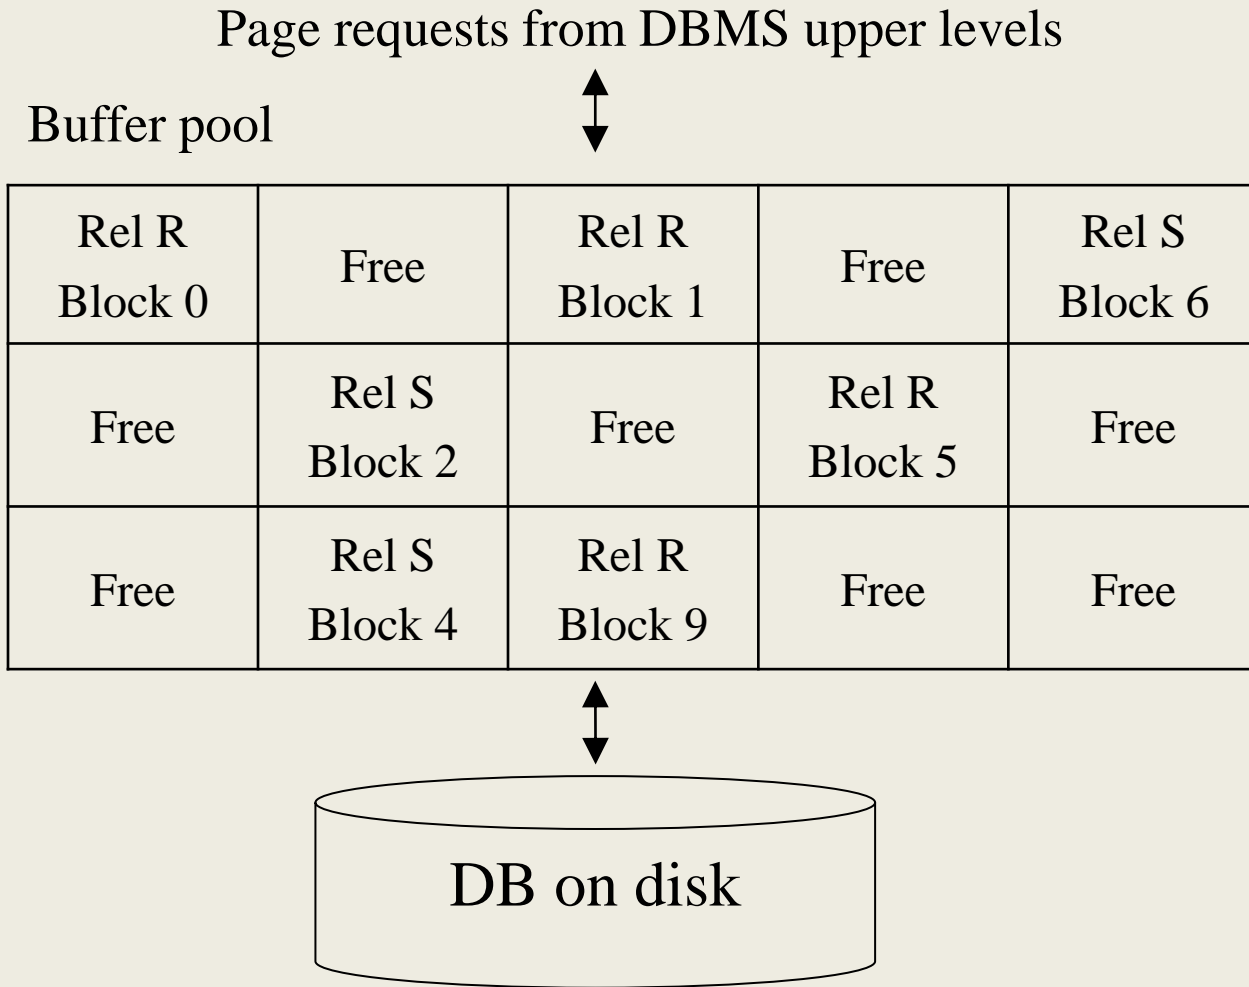 Page requests from DBMS upper levels
Buffer pool
Rel R
Block 0
Free
Rel R
Block 1
Free
Rel S
Block 6
Free
Rel S
Block 2
Free
Rel R
Block 5
Free
Free
Rel S
Block 4
Rel R
Block 9
Free
Free
DB on disk